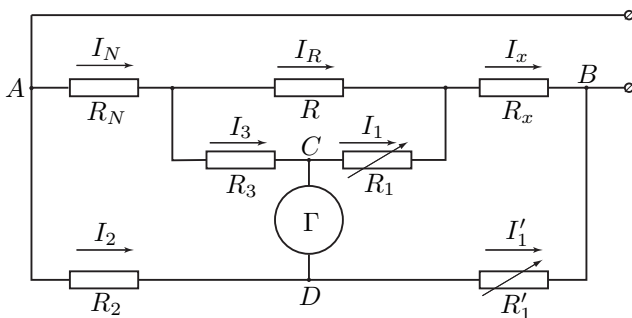 I_N I_R I_x
A B
R_N R R_x
I_3 C I_1
R_3 R_1
Г
I_2 I'_1
R_2 D R'_1